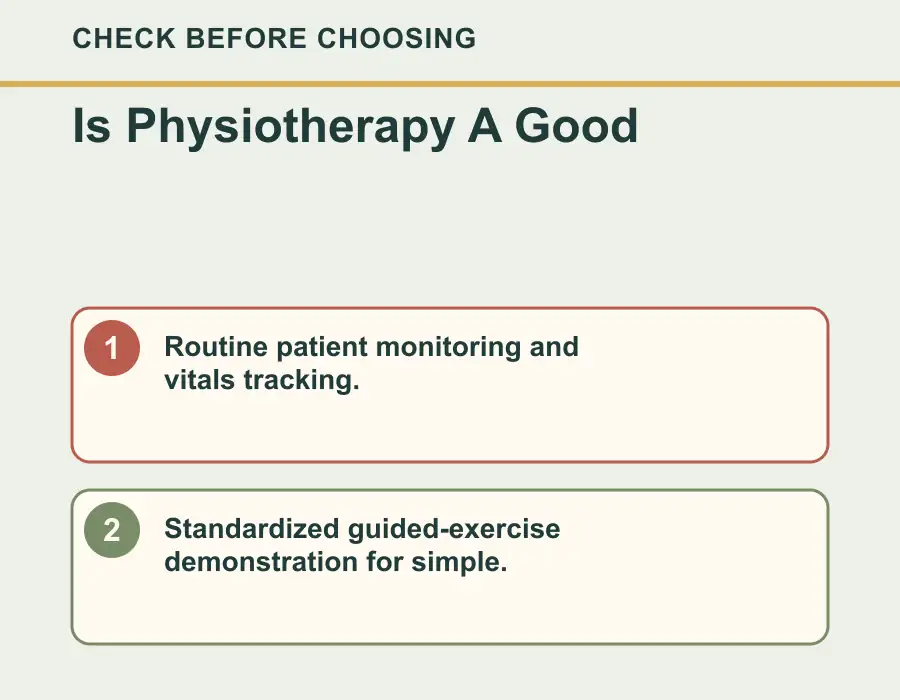 CHECK BEFORE CHOOSING
Is Physiotherapy A Good
1
Routine patient monitoring and
vitals tracking.
2
Standardized guided-exercise
demonstration for simple.